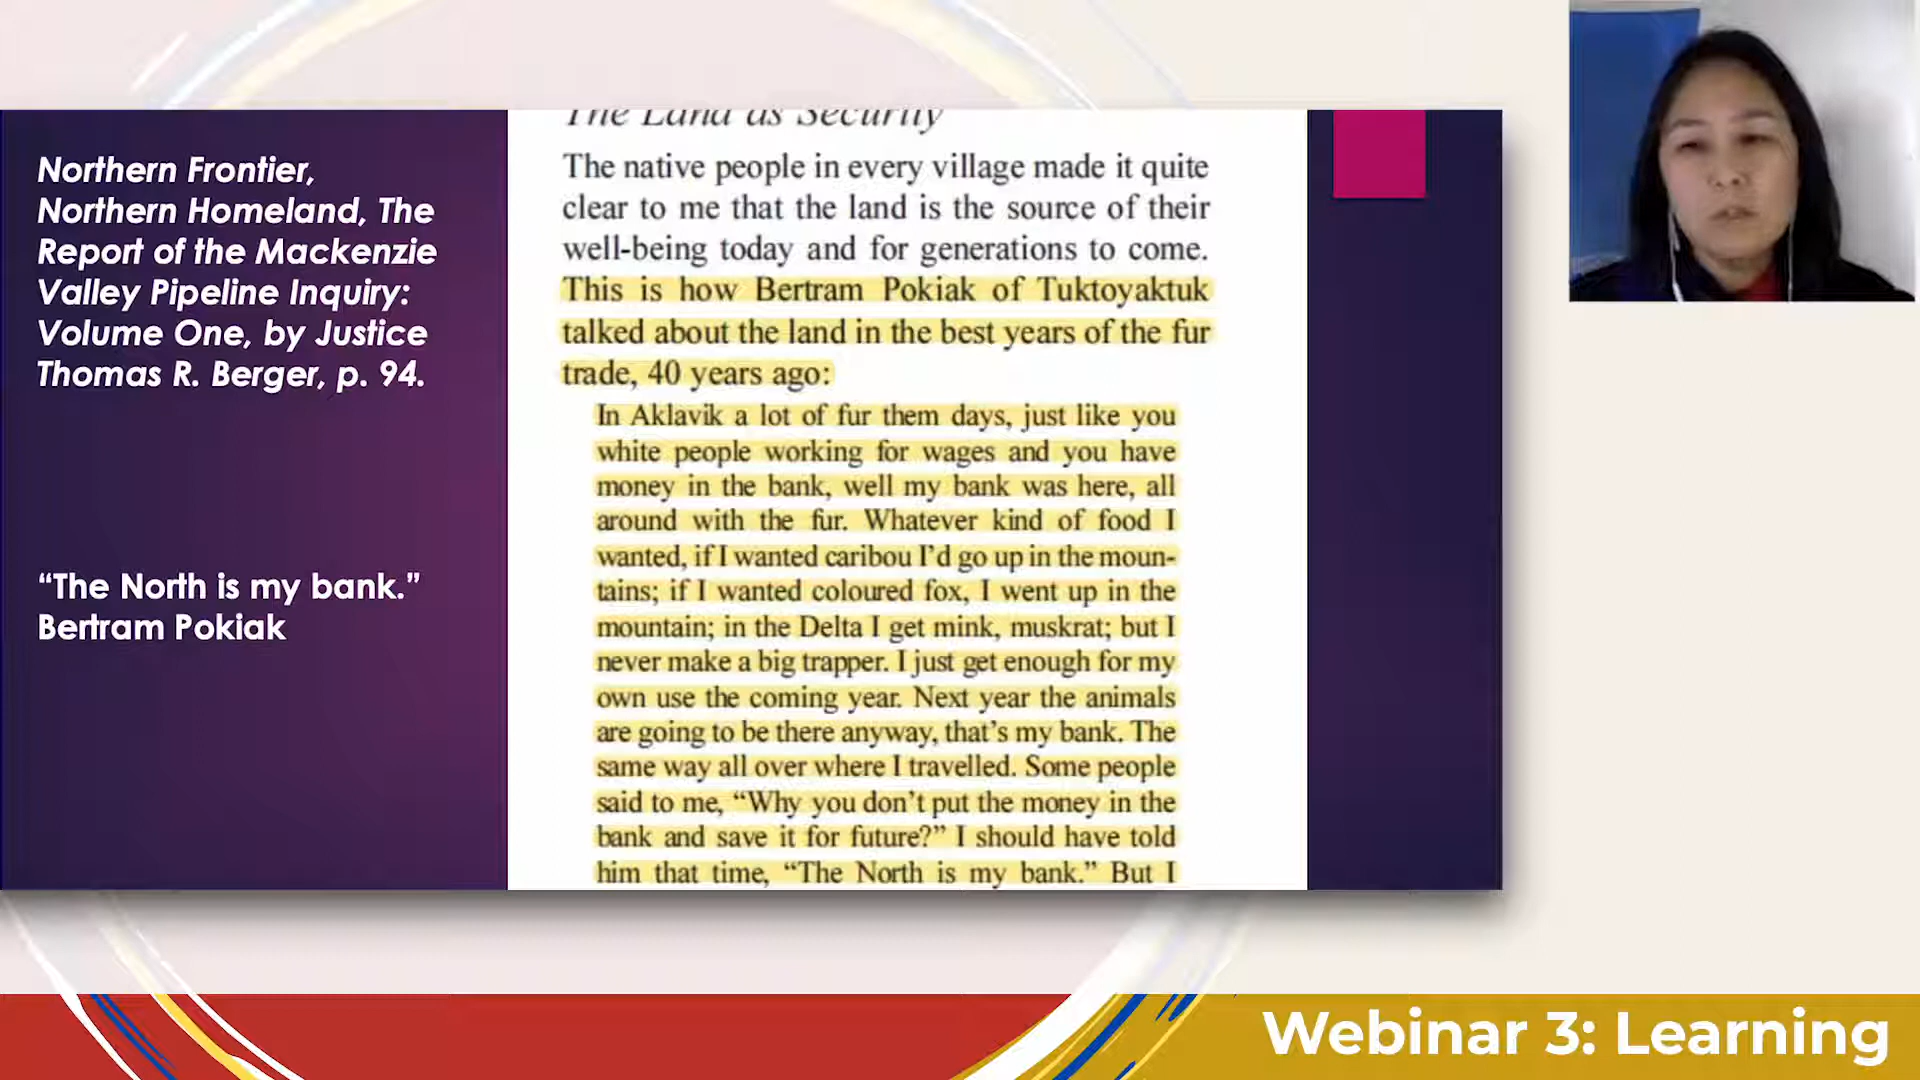 Northern Frontier,
Northern Homeland, The
Report of the Mackenzie
Valley Pipeline Inquiry:
Volume One, by Justice
Thomas R. Berger, p. 94.
“The North is my bank.”
Bertram Pokiak
The Land as Security
The native people in every village made it quite
clear to me that the land is the source of their
well-being today and for generations to come.
This is how Bertram Pokiak of Tuktoyaktuk
talked about the land in the best years of the fur
trade, 40 years ago:
In Aklavik a lot of fur them days, just like you
white people working for wages and you have
money in the bank, well my bank was here, all
around with the fur. Whatever kind of food I
wanted, if I wanted caribou I’d go up in the moun-
tains; if I wanted coloured fox, I went up in the
mountain; in the Delta I get mink, muskrat; but I
never make a big trapper. I just get enough for my
own use the coming year. Next year the animals
are going to be there anyway, that’s my bank. The
same way all over where I travelled. Some people
said to me, “Why you don’t put the money in the
bank and save it for future?” I should have told
him that time, “The North is my bank.” But I
Webinar 3: Learning